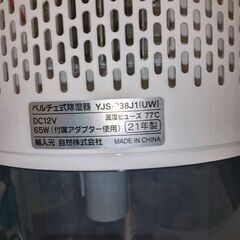 ペルチェ式除湿器 YJS-P38J1(UW)
DC12V 温度ヒューズ 77℃
65W(付属アダプター使用) 21年製
輸入元 自然株式会社 MADE IN CHINA